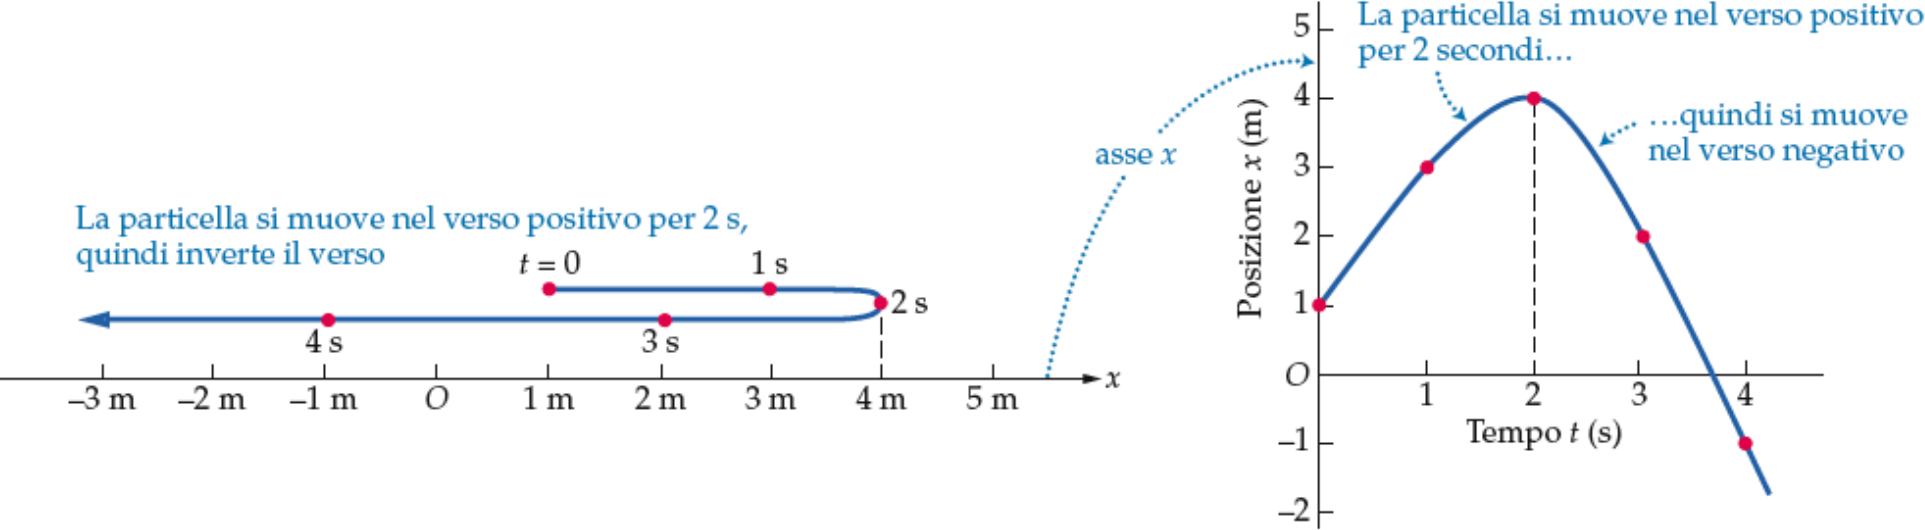 La particella si muove nel verso positivo per 2 s,
quindi inverte il verso
t = 0
1 s
2 s
4 s
3 s
–3 m
–2 m
–1 m
O
1 m
2 m
3 m
4 m
5 m
x
asse x
La particella si muove nel verso positivo
per 2 secondi…
…quindi si muove
nel verso negativo
Posizione x (m)
5
4
3
2
1
O
–1
–2
1
2
3
4
Tempo t (s)